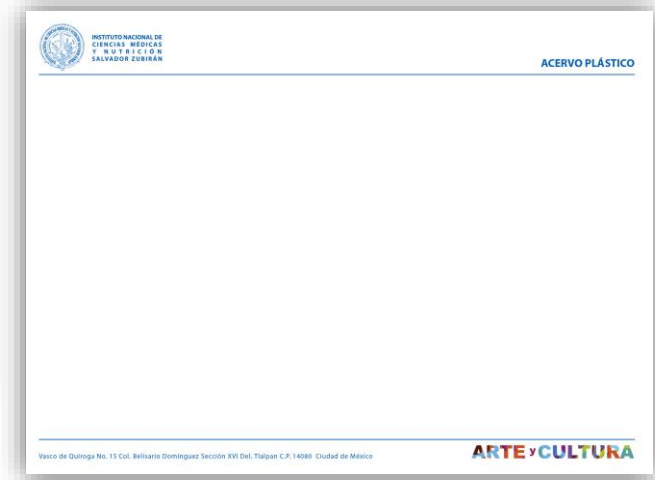 INSTITUTO NACIONAL DE
CIENCIAS MÉDICAS
Y NUTRICIÓN
SALVADOR ZUBIRÁN
ACERVO PLÁSTICO
Vasco de Quiroga No. 15 Col. Belisario Domínguez Sección XVI Del. Tlalpan C.P. 14080 Ciudad de México
ARTE y CULTURA